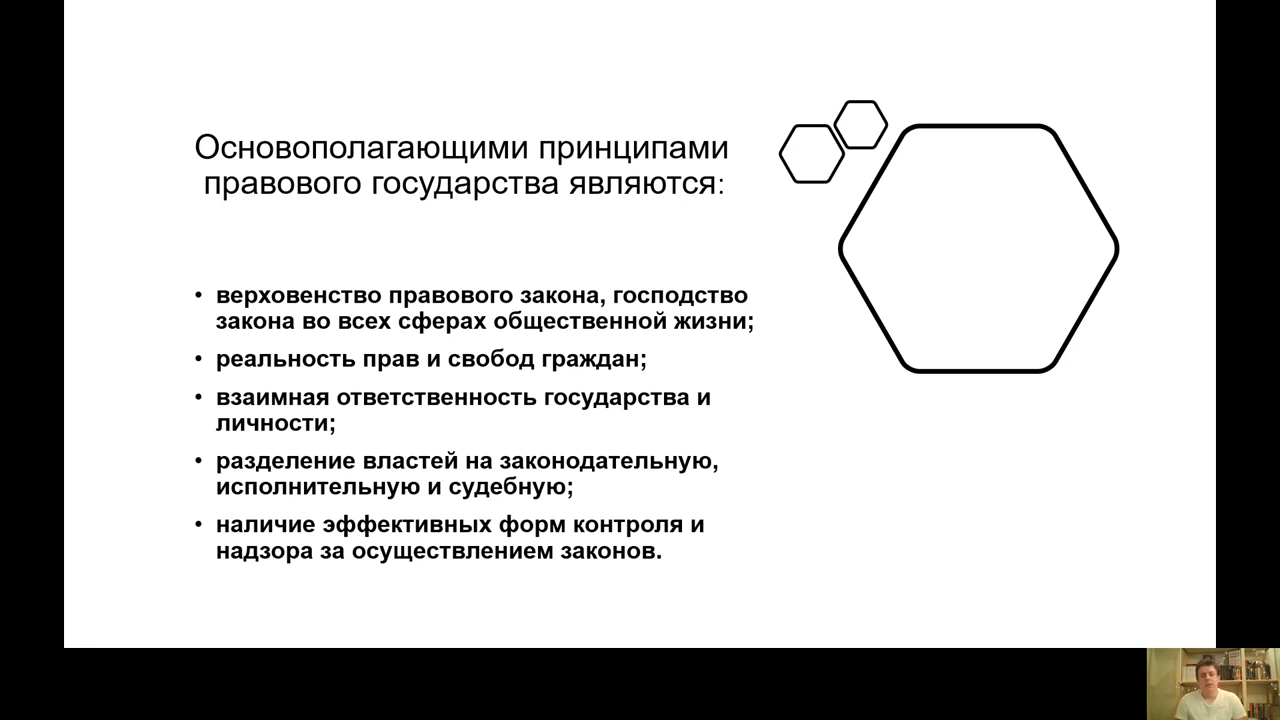 Основополагающими принципами
правового государства являются:
• верховенство правового закона, господство
закона во всех сферах общественной жизни;
• реальность прав и свобод граждан;
• взаимная ответственность государства и
личности;
• разделение властей на законодательную,
исполнительную и судебную;
• наличие эффективных форм контроля и
надзора за осуществлением законов.